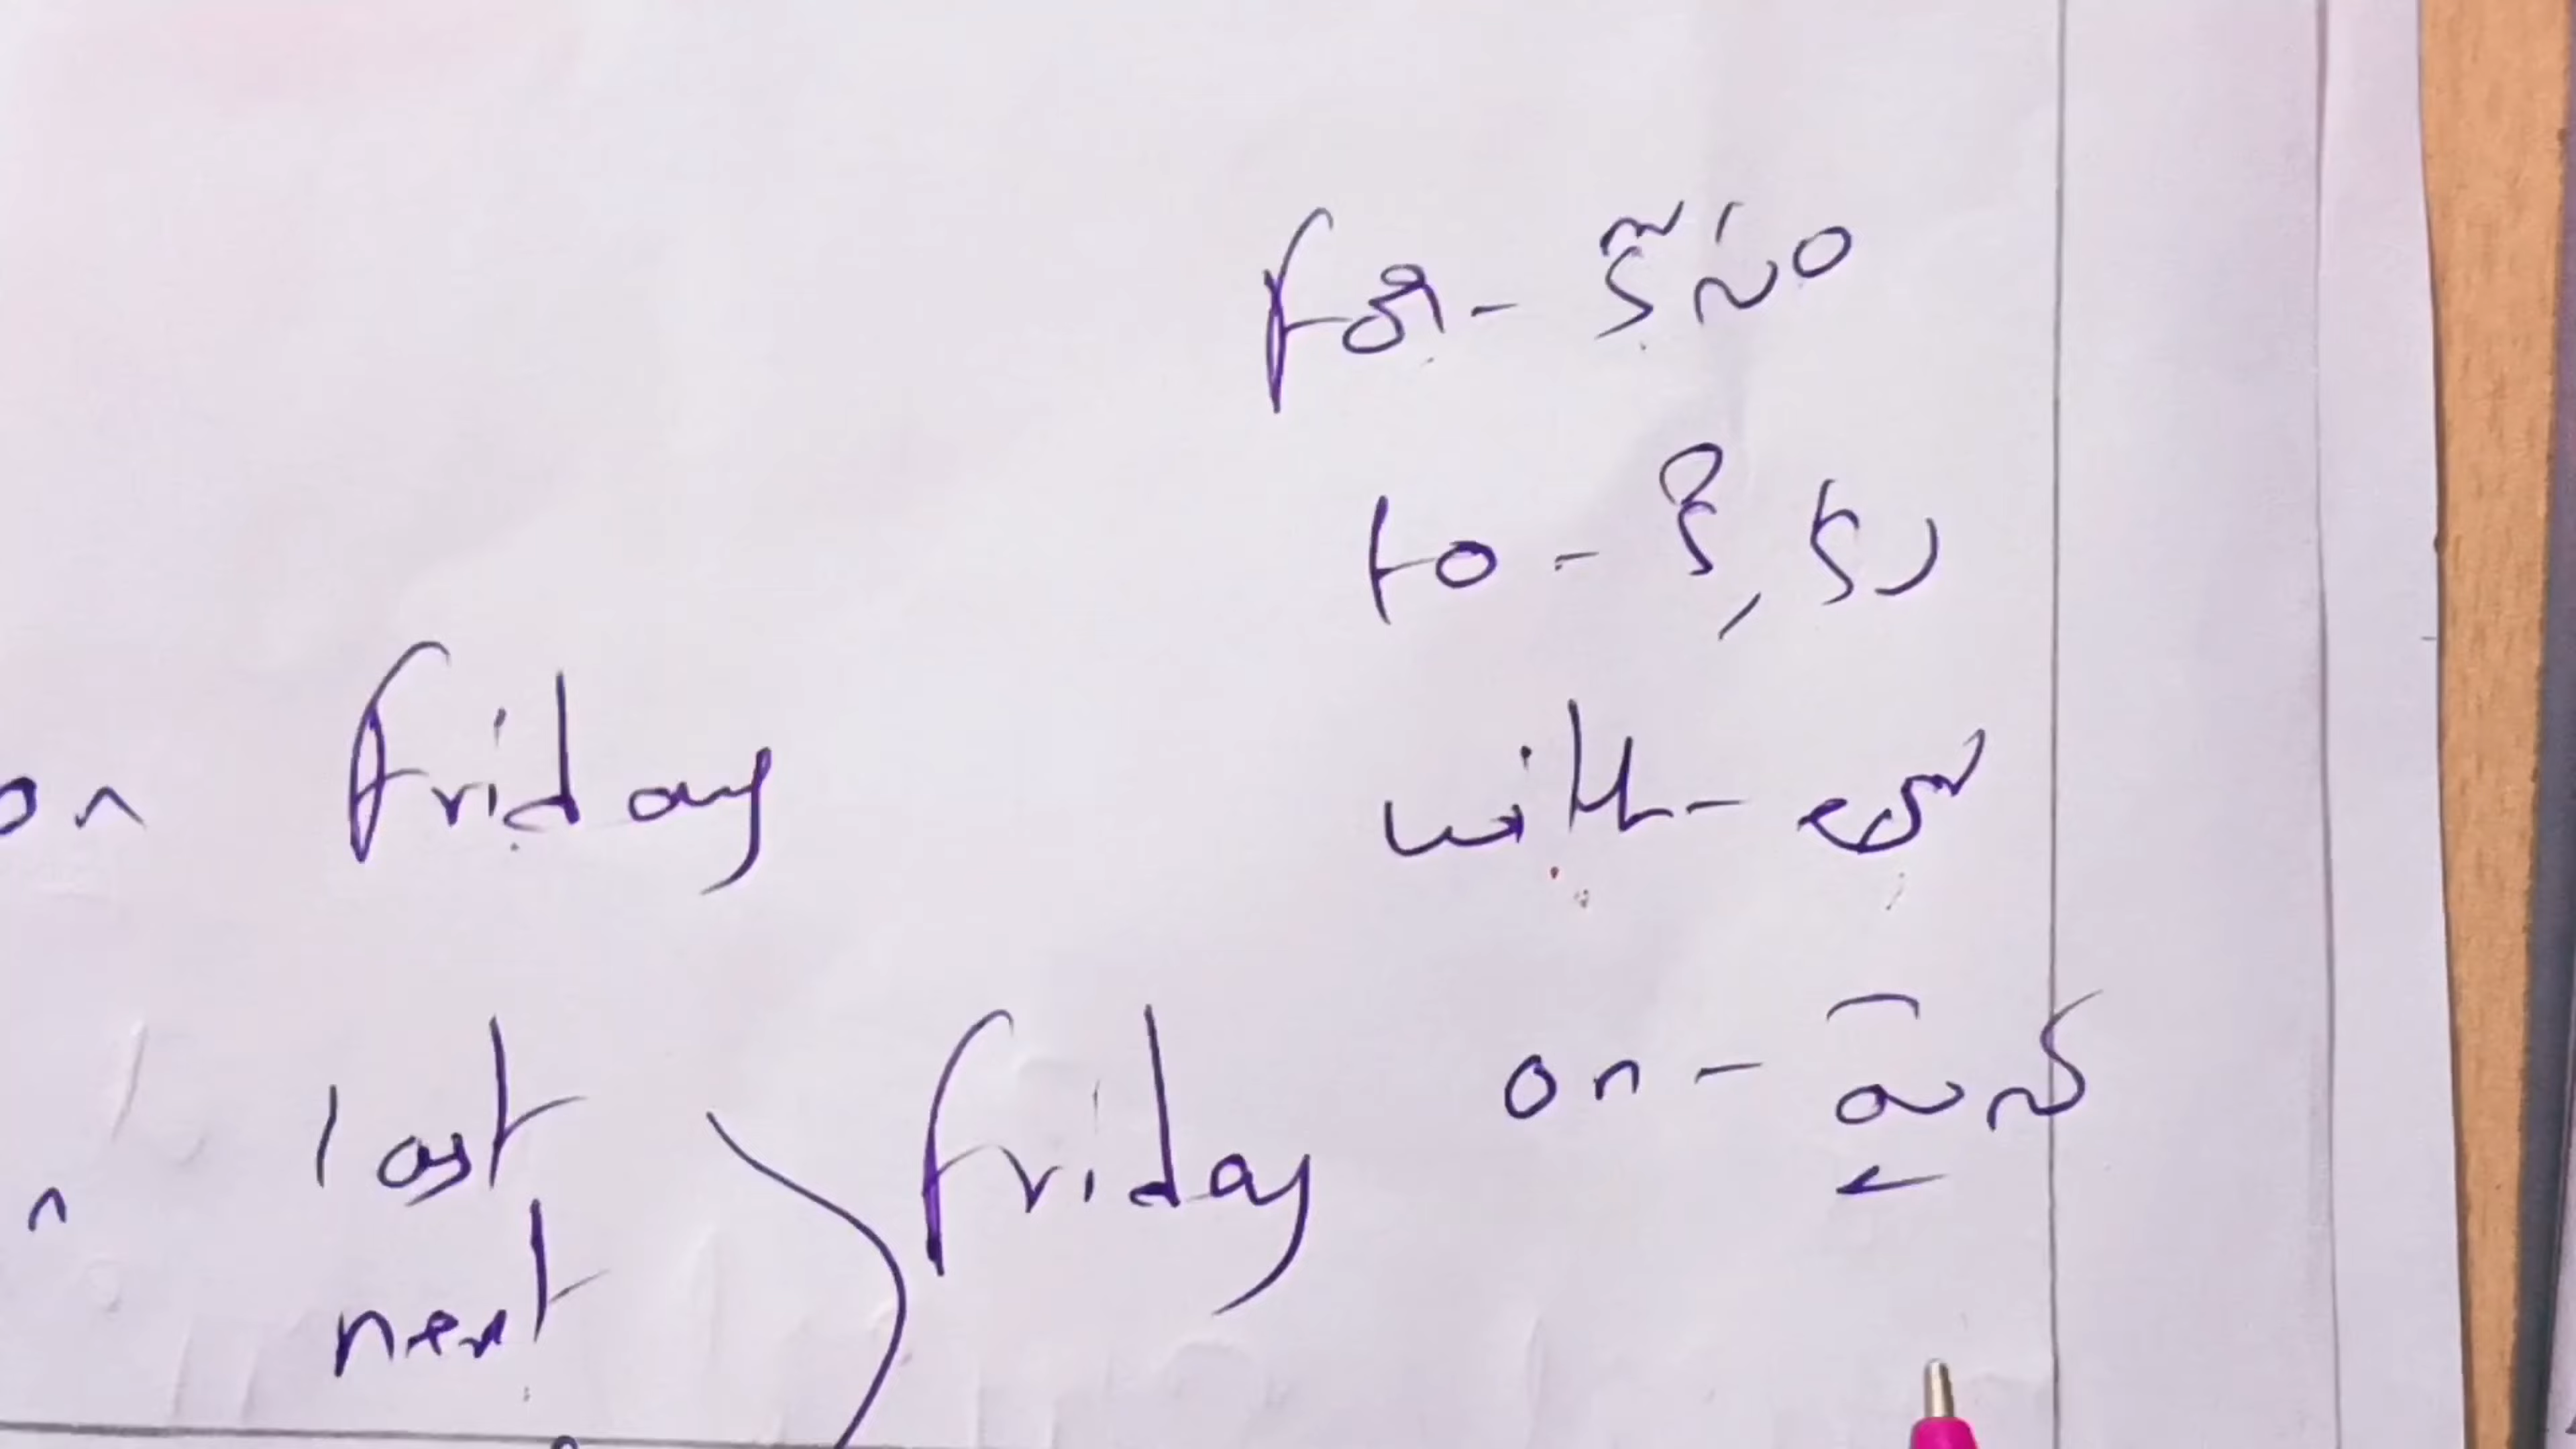 for - కోసం
to - కి, కు
on Friday
with - తో
last Friday
on - లో
next